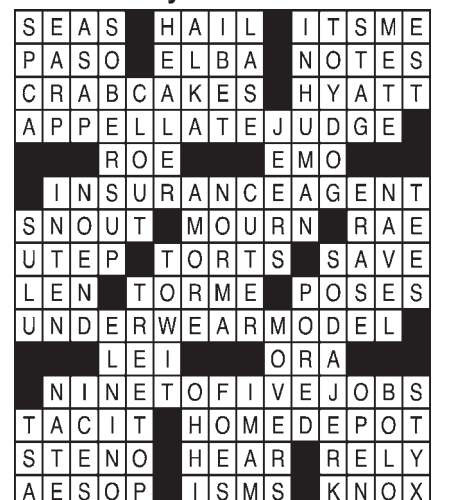 SEAS HAIL ITSME
PASO ELBA NOTES
CRABCAKES HYATT
APPELLATEJUDGE
ROE EMO
INSURANCEAGENT
SNOUT MOURN RAE
UTEP TORTS SAVE
LEN TORME POSES
UNDERWEARMODEL
LEI ORA
NINETOFIVEJOBS
TACIT HOMEDEPOT
STENO HEAR RELY
AESOP ISMS KNOX